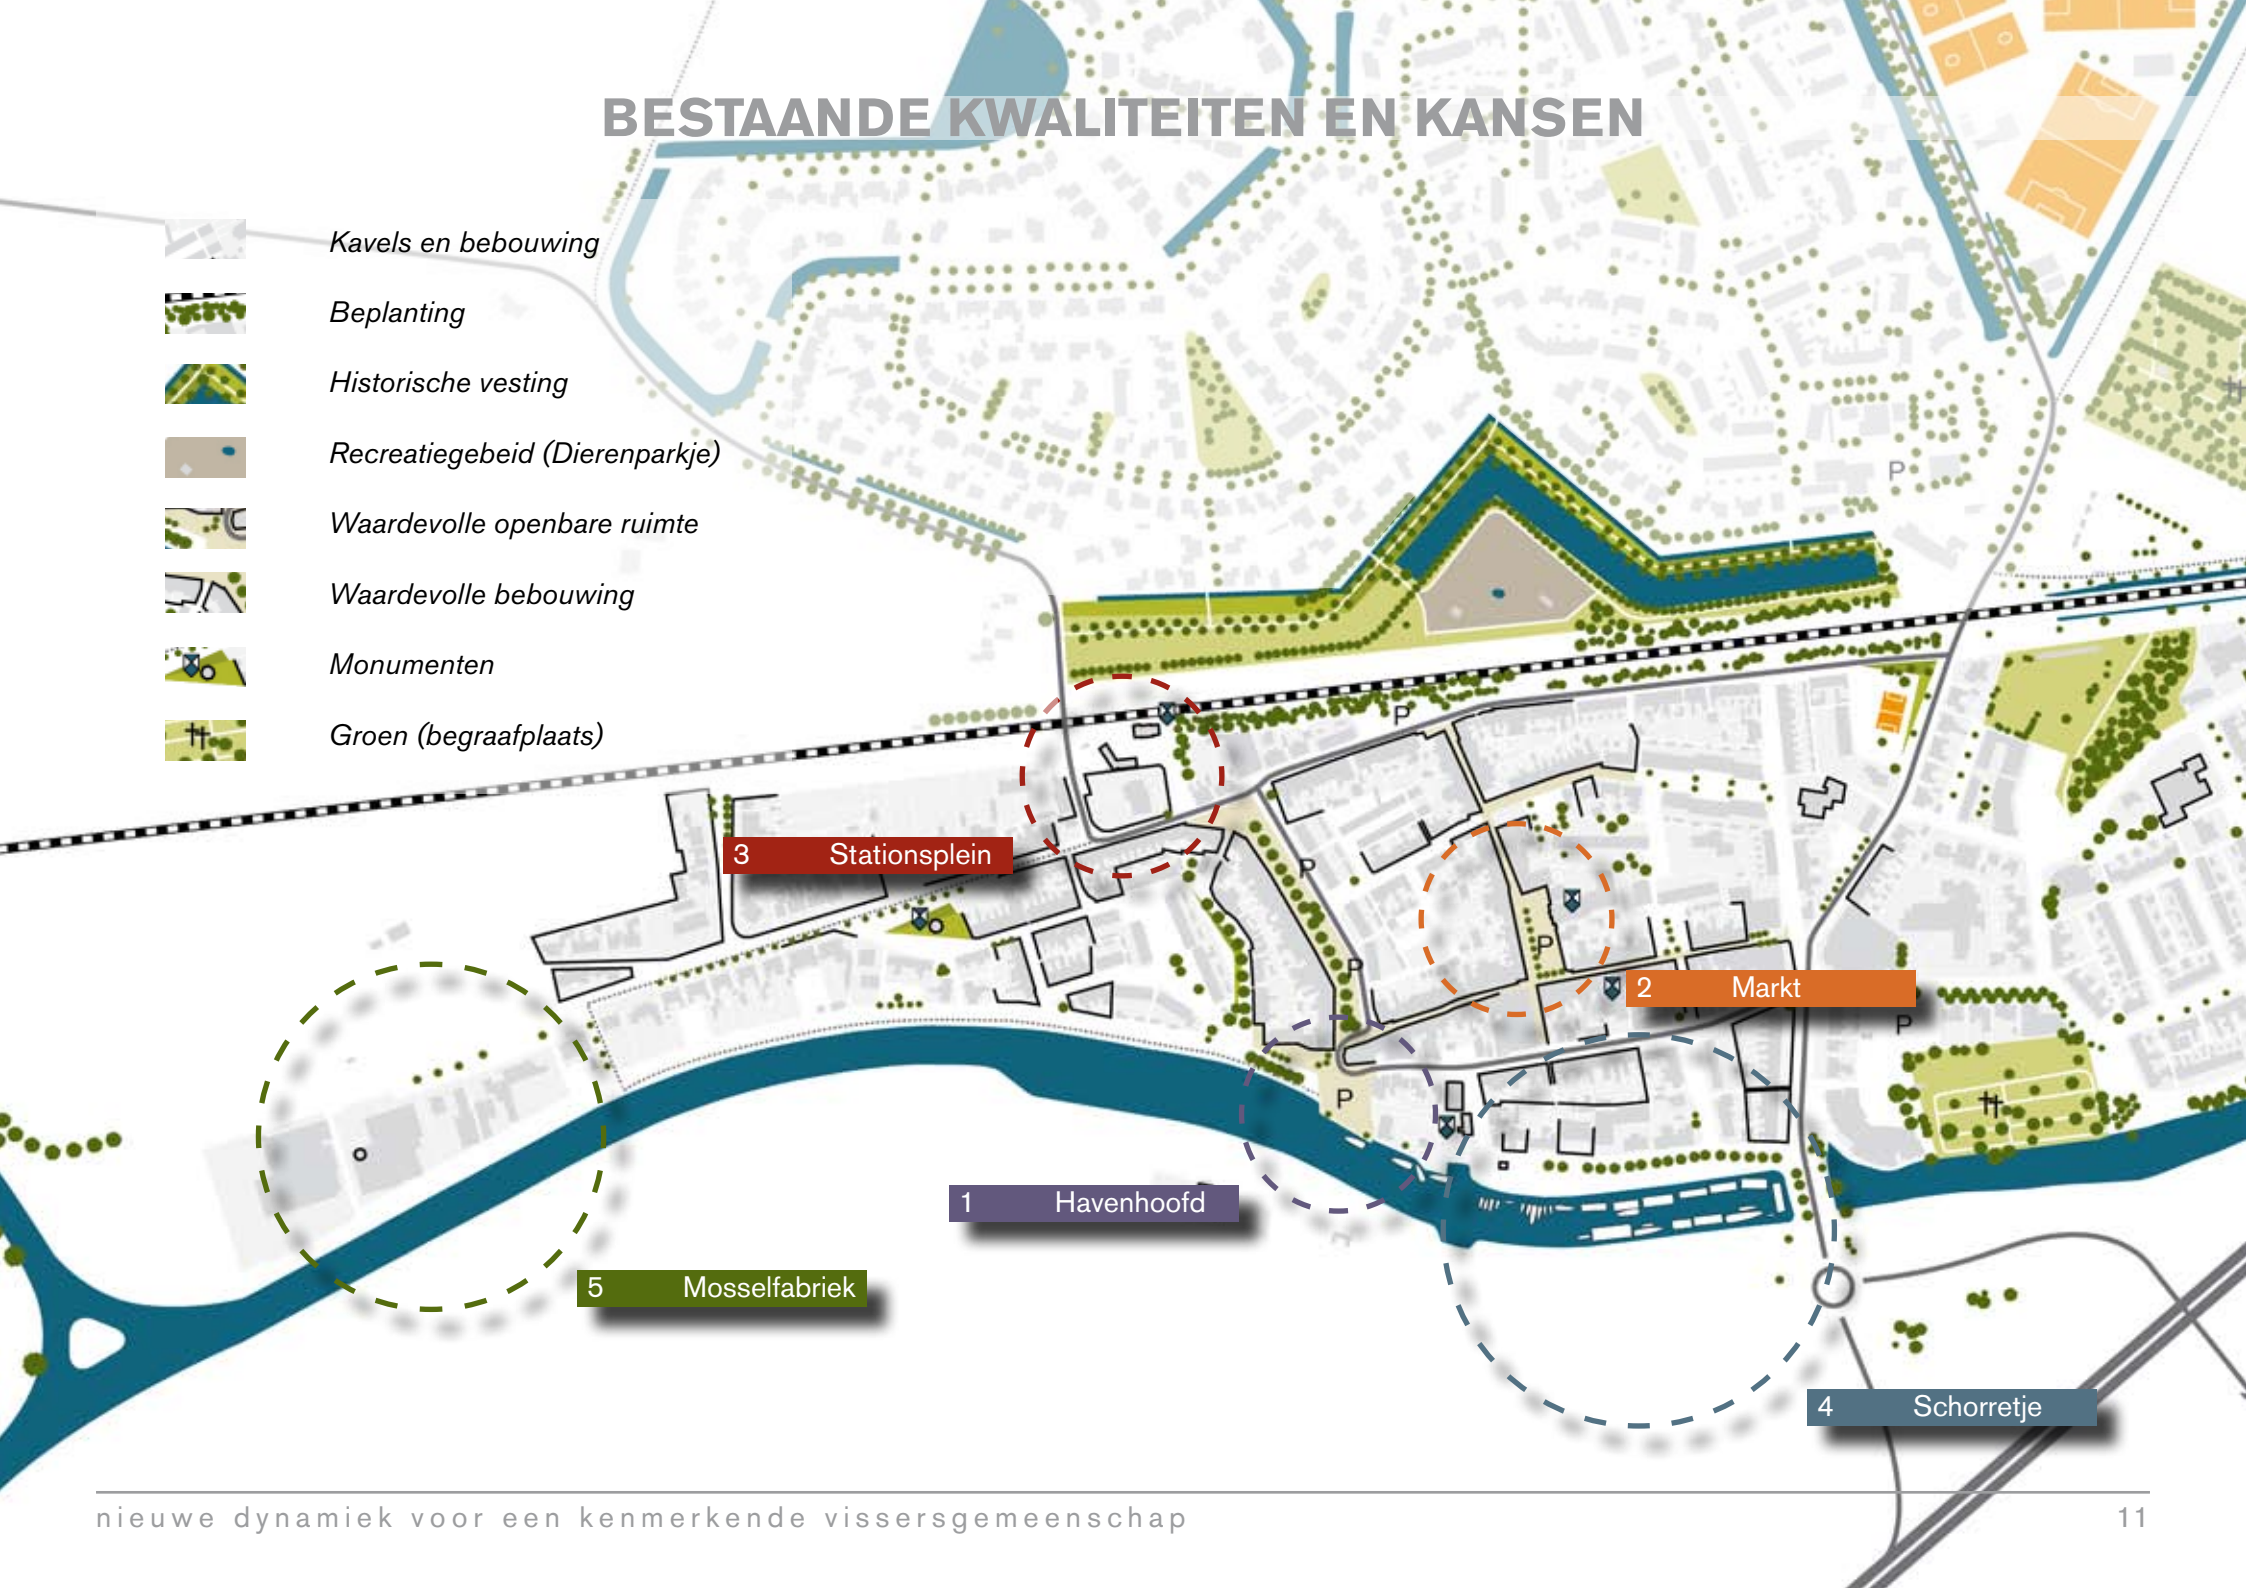 BESTAANDE KWALITEITEN EN KANSEN
Kavels en bebouwing
Beplanting
Historische vesting
Recreatiegebeid (Dierenparkje)
Waardevolle openbare ruimte
Waardevolle bebouwing
Monumenten
Groen (begraafplaats)
P
P
3 Stationsplein
P
P
P
2 Markt
P
P
1 Havenhoofd
5 Mosselfabriek
4 Schorretje
nieuwe dynamiek voor een kenmerkende vissersgemeenschap
11